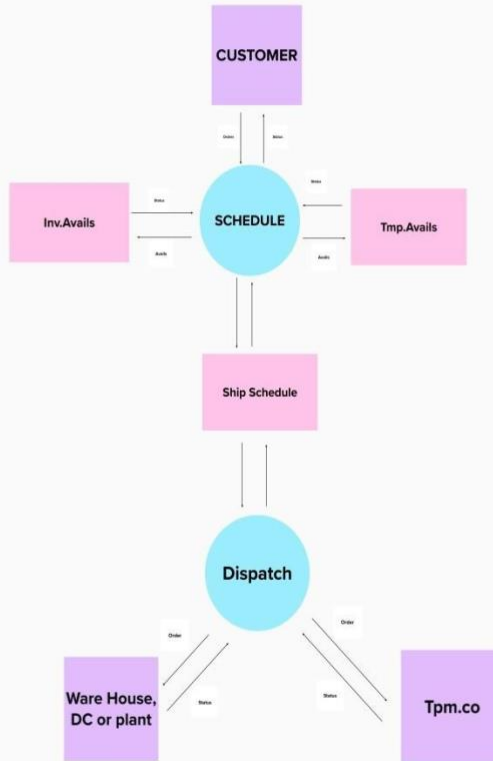 CUSTOMER
Order
Status
Status
Status
Inv.Avails
SCHEDULE
Tmp.Avails
Avails
Avails
Ship Schedule
Dispatch
Order
Order
Ware House,
DC or plant
Status
Status
Tpm.co